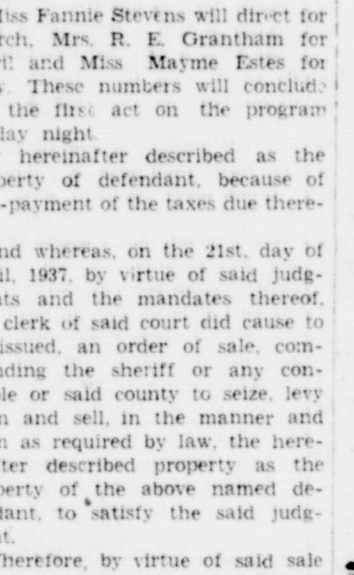 iss Fannie Stevens will direct for
rch, Mrs. R. E. Grantham for
il and Miss Mayme Estes for
. These numbers will conclude
the first act on the program
day night.
hereinafter described as the
perty of defendant, because of
-payment of the taxes due there-
nd whereas, on the 21st. day of
il, 1937, by virtue of said judg-
nts and the mandates thereof,
clerk of said court did cause to
issued, an order of sale, com-
nding the sheriff or any con-
le or said county to seize, levy
n and sell, in the manner and
n as required by law, the here-
fter described property as the
perty of the above named de-
dant, to satisfy the said judg-
t.
herefore, by virtue of said sale